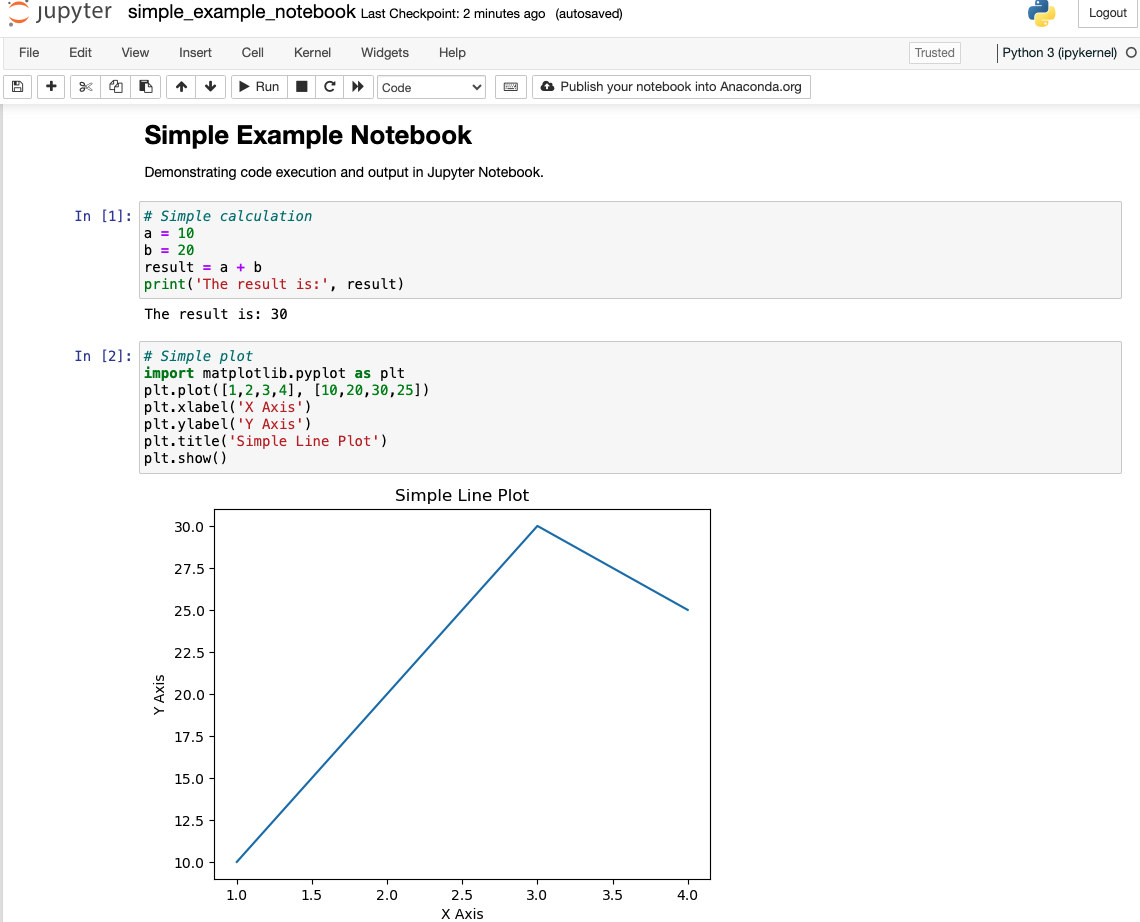 jupyter simple_example_notebook Last Checkpoint: 2 minutes ago (autosaved)
Logout
File Edit View Insert Cell Kernel Widgets Help Trusted Python 3 (ipykernel)
Run Code Publish your notebook into Anaconda.org
Simple Example Notebook
Demonstrating code execution and output in Jupyter Notebook.
In [1]: # Simple calculation
a = 10
b = 20
result = a + b
print('The result is:', result)
The result is: 30
In [2]: # Simple plot
import matplotlib.pyplot as plt
plt.plot([1,2,3,4], [10,20,30,25])
plt.xlabel('X Axis')
plt.ylabel('Y Axis')
plt.title('Simple Line Plot')
plt.show()
Simple Line Plot
30.0
27.5
25.0
22.5
20.0
17.5
15.0
12.5
10.0
Y Axis
1.0 1.5 2.0 2.5 3.0 3.5 4.0
X Axis